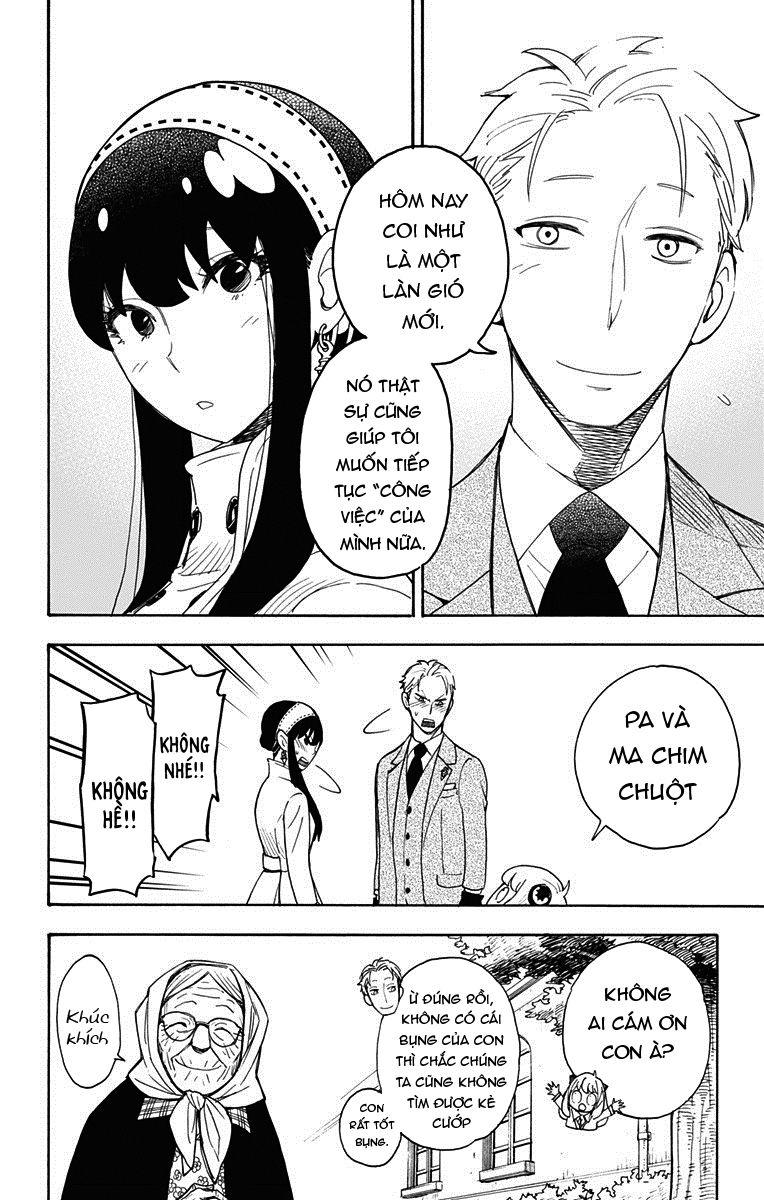 HÔM NAY
COI NHƯ
LÀ MỘT
LÀN GIÓ
MỚI.
NÓ THẬT
SỰ CŨNG
GIÚP TÔI
MUỐN TIẾP
TỤC “CÔNG
VIỆC” CỦA
MÌNH NỮA.
PA VÀ
MA CHIM
CHUỘT
KHÔNG
NHÉ!!
KHÔNG
HỀ!!
KHÔNG
AI CÁM ƠN
CON À?
Ừ ĐÚNG RỒI,
KHÔNG CÓ CÁI
BỤNG CỦA CON
THÌ CHẮC CHÚNG
TA CŨNG KHÔNG
TÌM ĐƯỢC KẺ
CƯỚP
CON
RẤT TỐT
BỤNG.
Khúc
khích